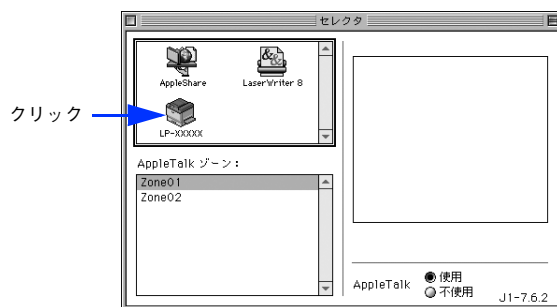 セレクタ
AppleShare
LaserWriter 8
クリック
LP-XXXXX
AppleTalk ゾーン：
Zone01
Zone02
AppleTalk
使用
不使用
J1-7.6.2